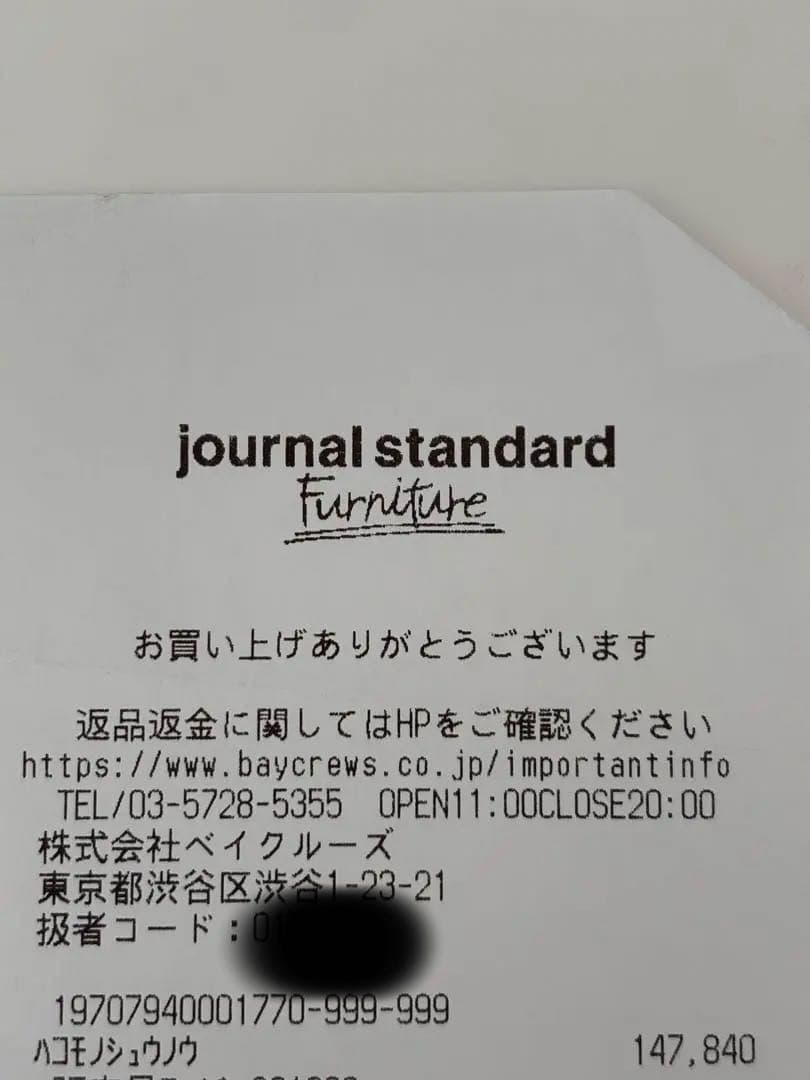 journal standard
Furniture
お買い上げありがとうございます
返品返金に関してはHPをご確認ください
https://www.baycrews.co.jp/importantinfo
TEL/03-5728-5355 OPEN11:00CLOSE20:00
株式会社ベイクルーズ
東京都渋谷区渋谷1-23-21
扱者コード:01
19707940001770-999-999
ﾊｺﾓﾉｼｭｳﾉｳ 147,840